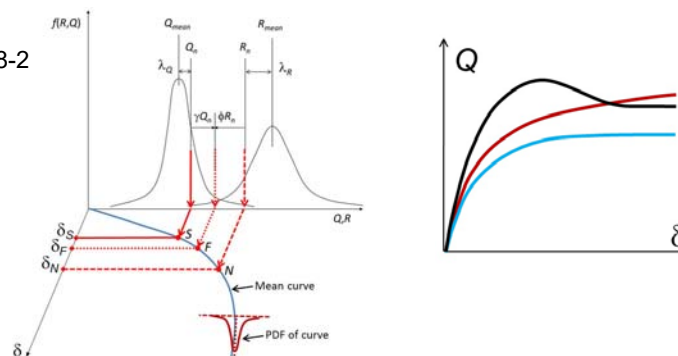 3-2
f(R,Q)
Q_mean
R_mean
Q_n
R_n
λ_Q
λ_R
γQ_n
ϕR_n
Q,R
δ_S
S
δ_F
F
δ_N
N
Mean curve
PDF of curve
δ
Q
δ